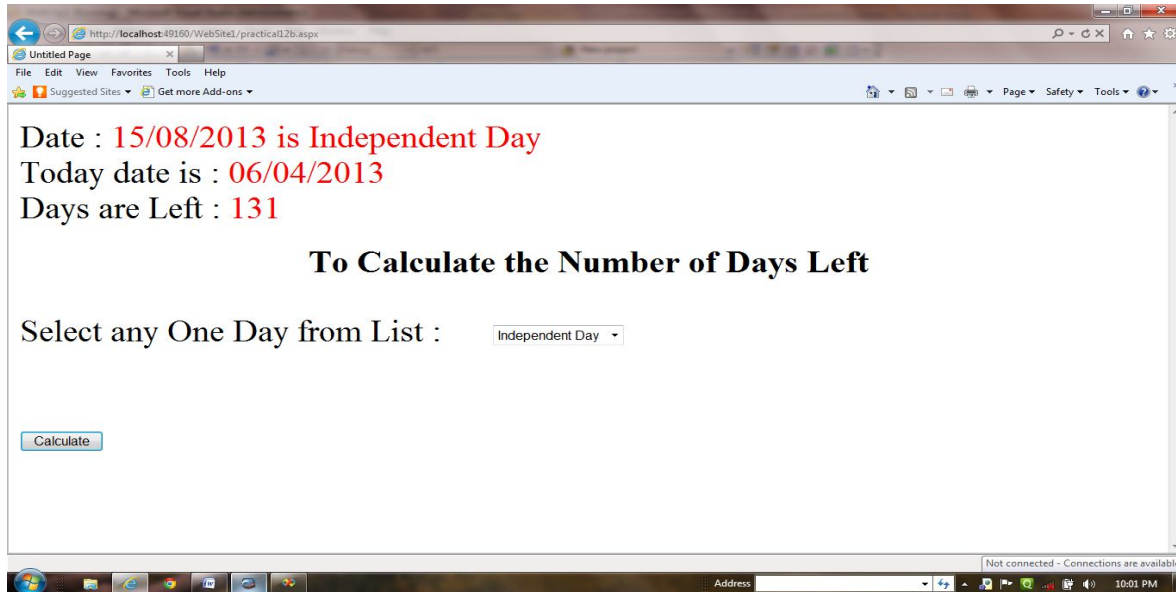 http://localhost:49160/WebSite1/practical12b.aspx
Untitled Page
File Edit View Favorites Tools Help
Suggested Sites Get more Add-ons Page Safety Tools
Date : 15/08/2013 is Independent Day
Today date is : 06/04/2013
Days are Left : 131
To Calculate the Number of Days Left
Select any One Day from List : Independent Day
Calculate
Not connected - Connections are available
Address 10:01 PM